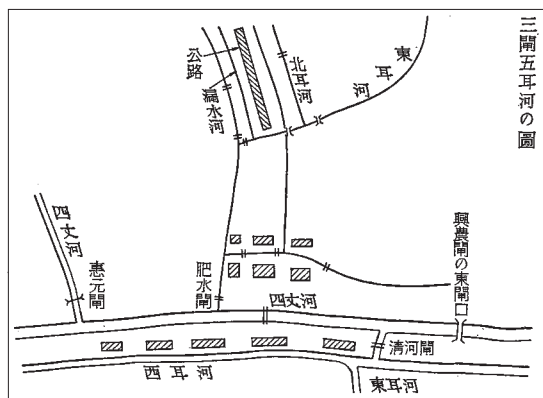 三閘五耳河の圖
東耳河
北耳河
公路
漏水河
興農閘の東閘口
四丈河
惠元閘
肥水閘
四丈河
清河閘
西耳河
東耳河